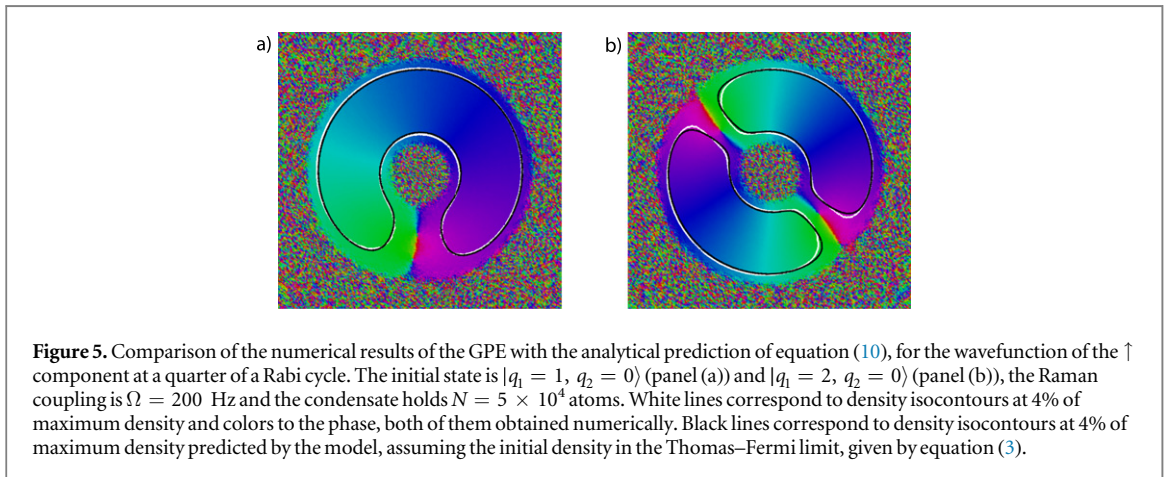 a)
b)
Figure 5. Comparison of the numerical results of the GPE with the analytical prediction of equation (10), for the wavefunction of the ↑
component at a quarter of a Rabi cycle. The initial state is |q₁ = 1, q₂ = 0⟩ (panel (a)) and |q₁ = 2, q₂ = 0⟩ (panel (b)), the Raman
coupling is Ω = 200 Hz and the condensate holds N = 5 × 10⁴ atoms. White lines correspond to density isocontours at 4% of
maximum density and colors to the phase, both of them obtained numerically. Black lines correspond to density isocontours at 4% of
maximum density predicted by the model, assuming the initial density in the Thomas–Fermi limit, given by equation (3).